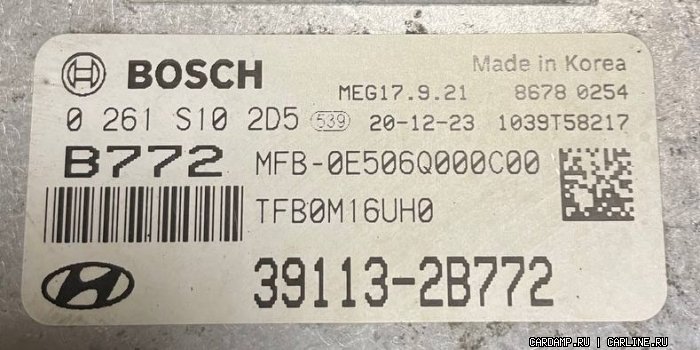 BOSCH
Made in Korea
MEG17.9.21 8678 0254
0 261 S10 2D5 539 20-12-23 1039T58217
B772 MFB-0E506Q000C00
TFB0M16UH0
39113-2B772
CARDAMP.RU | CARLINE.RU